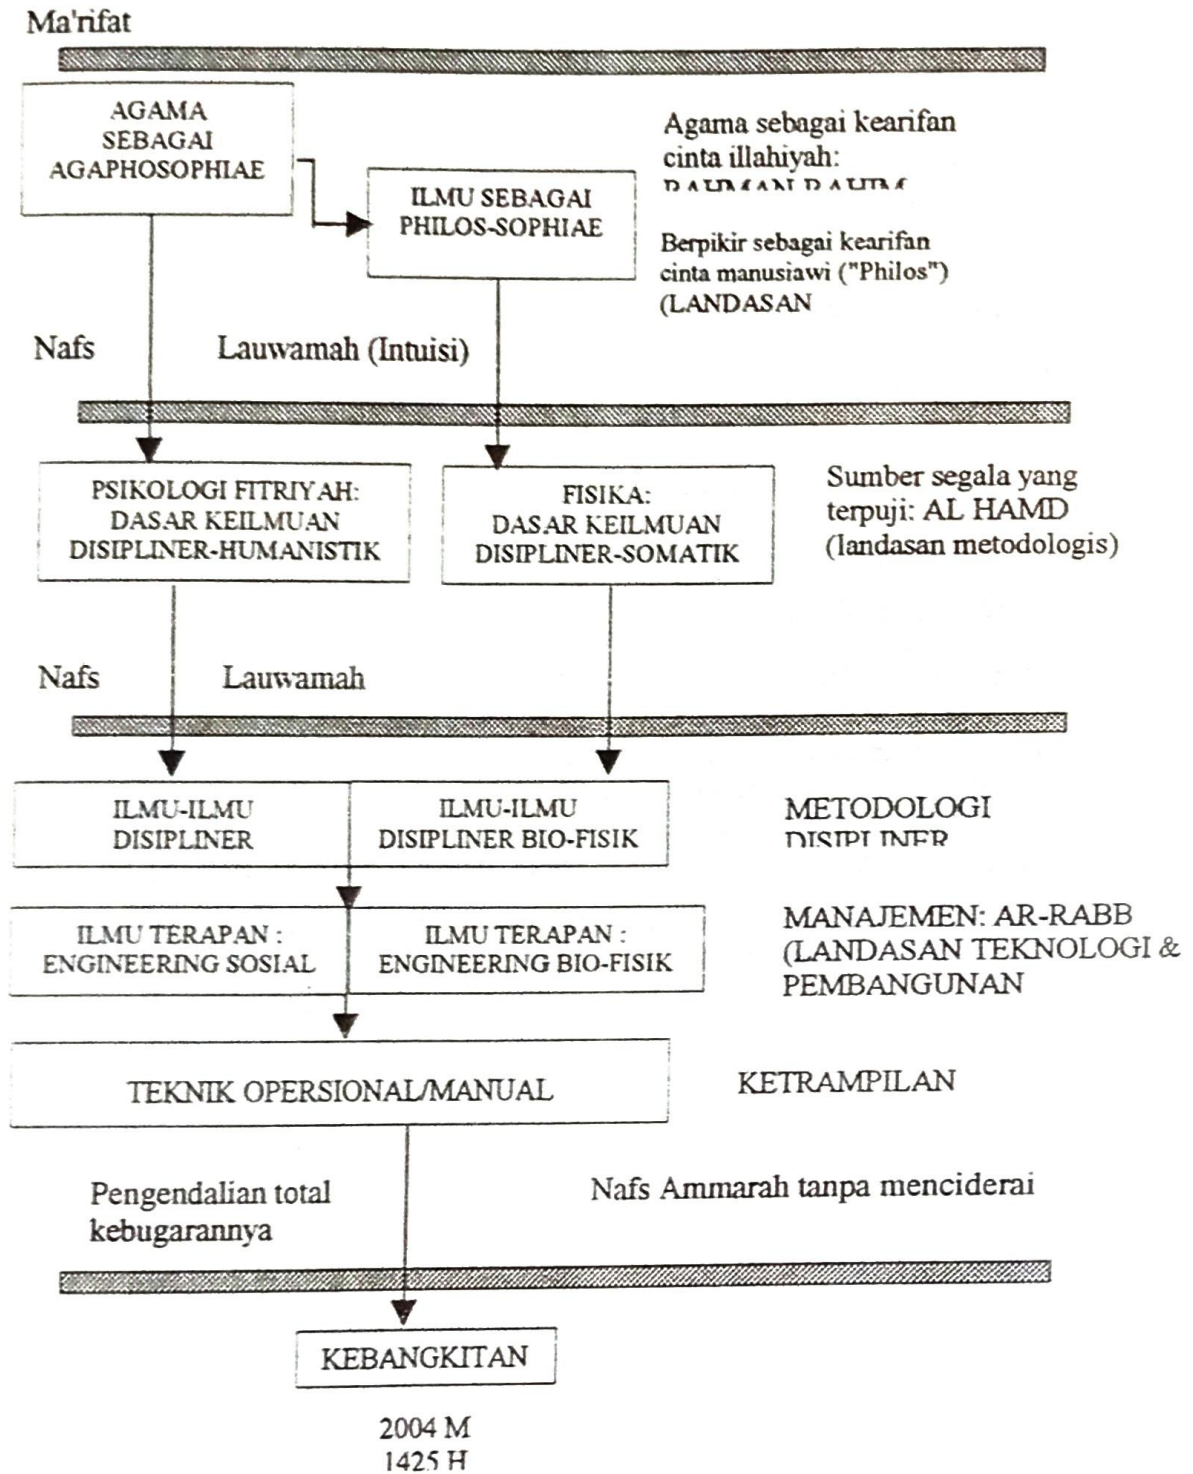 Ma'rifat
AGAMA
SEBAGAI
AGAPHOSOPHIAE
ILMU SEBAGAI
PHILOS-SOPHIAE
Agama sebagai kearifan
cinta illahiyah:
Berpikir sebagai kearifan
cinta manusiawi ("Philos")
(LANDASAN
Nafs
Lauwamah (Intuisi)
PSIKOLOGI FITRIYAH:
DASAR KEILMUAN
DISIPLINER-HUMANISTIK
FISIKA:
DASAR KEILMUAN
DISIPLINER-SOMATIK
Sumber segala yang
terpuji: AL HAMD
(landasan metodologis)
Nafs
Lauwamah
ILMU-ILMU
DISIPLINER
ILMU-ILMU
DISIPLINER BIO-FISIK
METODOLOGI
DISIPLINER
ILMU TERAPAN :
ENGINEERING SOSIAL
ILMU TERAPAN :
ENGINEERING BIO-FISIK
MANAJEMEN: AR-RABB
(LANDASAN TEKNOLOGI &
PEMBANGUNAN
TEKNIK OPERSIONAL/MANUAL
KETRAMPILAN
Pengendalian total
kebugarannya
Nafs Ammarah tanpa menciderai
KEBANGKITAN
2004 M
1425 H